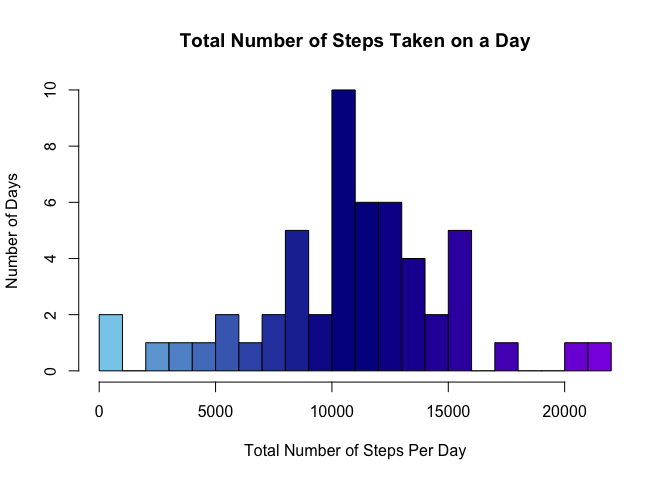 Total Number of Steps Taken on a Day
Number of Days
10
8
6
4
2
0
0 5000 10000 15000 20000
Total Number of Steps Per Day